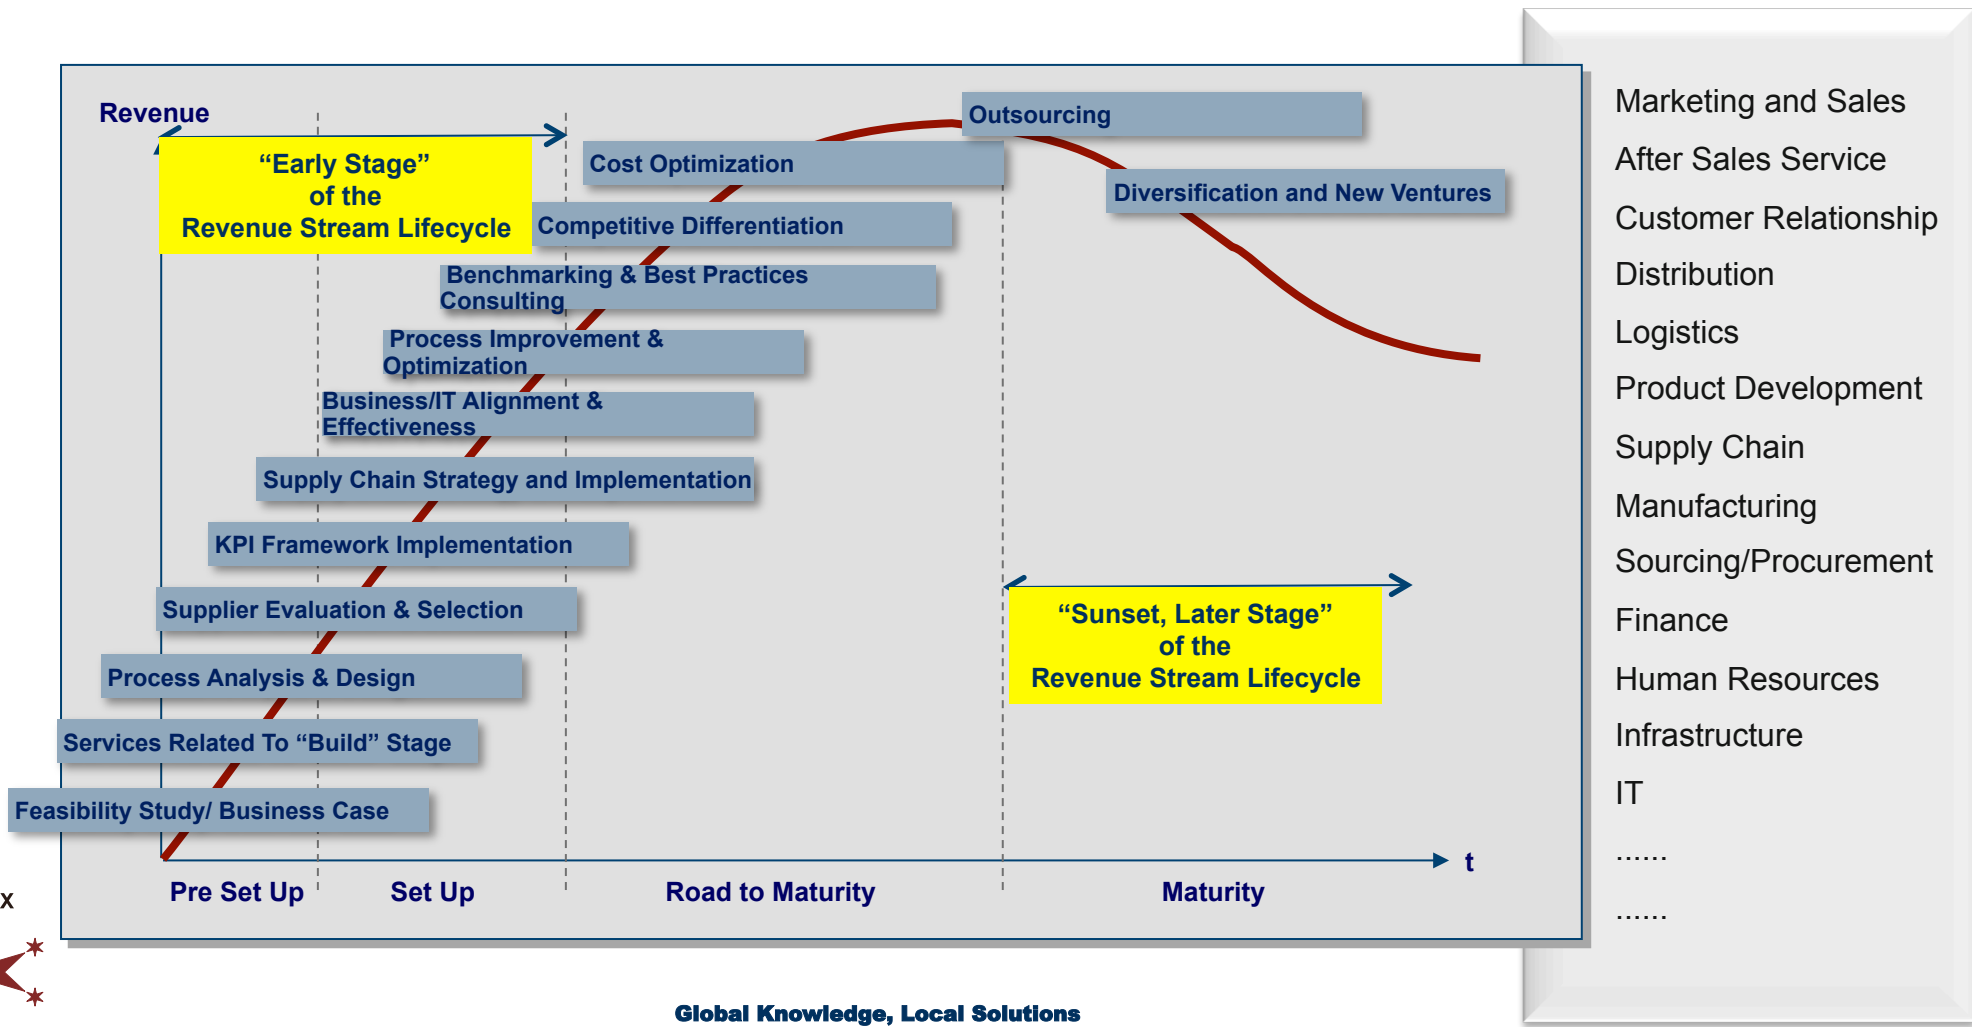 Revenue
“Early Stage”
of the
Revenue Stream Lifecycle
Outsourcing
Cost Optimization
Diversification and New Ventures
Competitive Differentiation
Benchmarking & Best Practices
Consulting
Process Improvement &
Optimization
Business/IT Alignment &
Effectiveness
Supply Chain Strategy and Implementation
KPI Framework Implementation
Supplier Evaluation & Selection
Process Analysis & Design
Services Related To “Build” Stage
Feasibility Study/ Business Case
“Sunset, Later Stage”
of the
Revenue Stream Lifecycle
t
Pre Set Up
Set Up
Road to Maturity
Maturity
Marketing and Sales
After Sales Service
Customer Relationship
Distribution
Logistics
Product Development
Supply Chain
Manufacturing
Sourcing/Procurement
Finance
Human Resources
Infrastructure
IT
......
......
x
Global Knowledge, Local Solutions